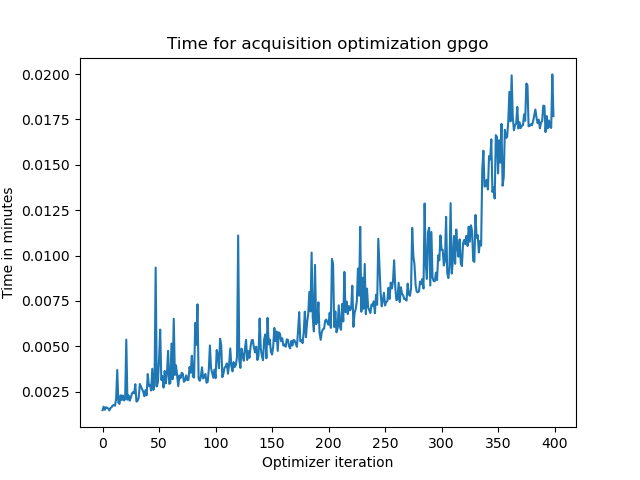 Time for acquisition optimization gpgo
0.0200
0.0175
0.0150
0.0125
0.0100
0.0075
0.0050
0.0025
Time in minutes
0 50 100 150 200 250 300 350 400
Optimizer iteration